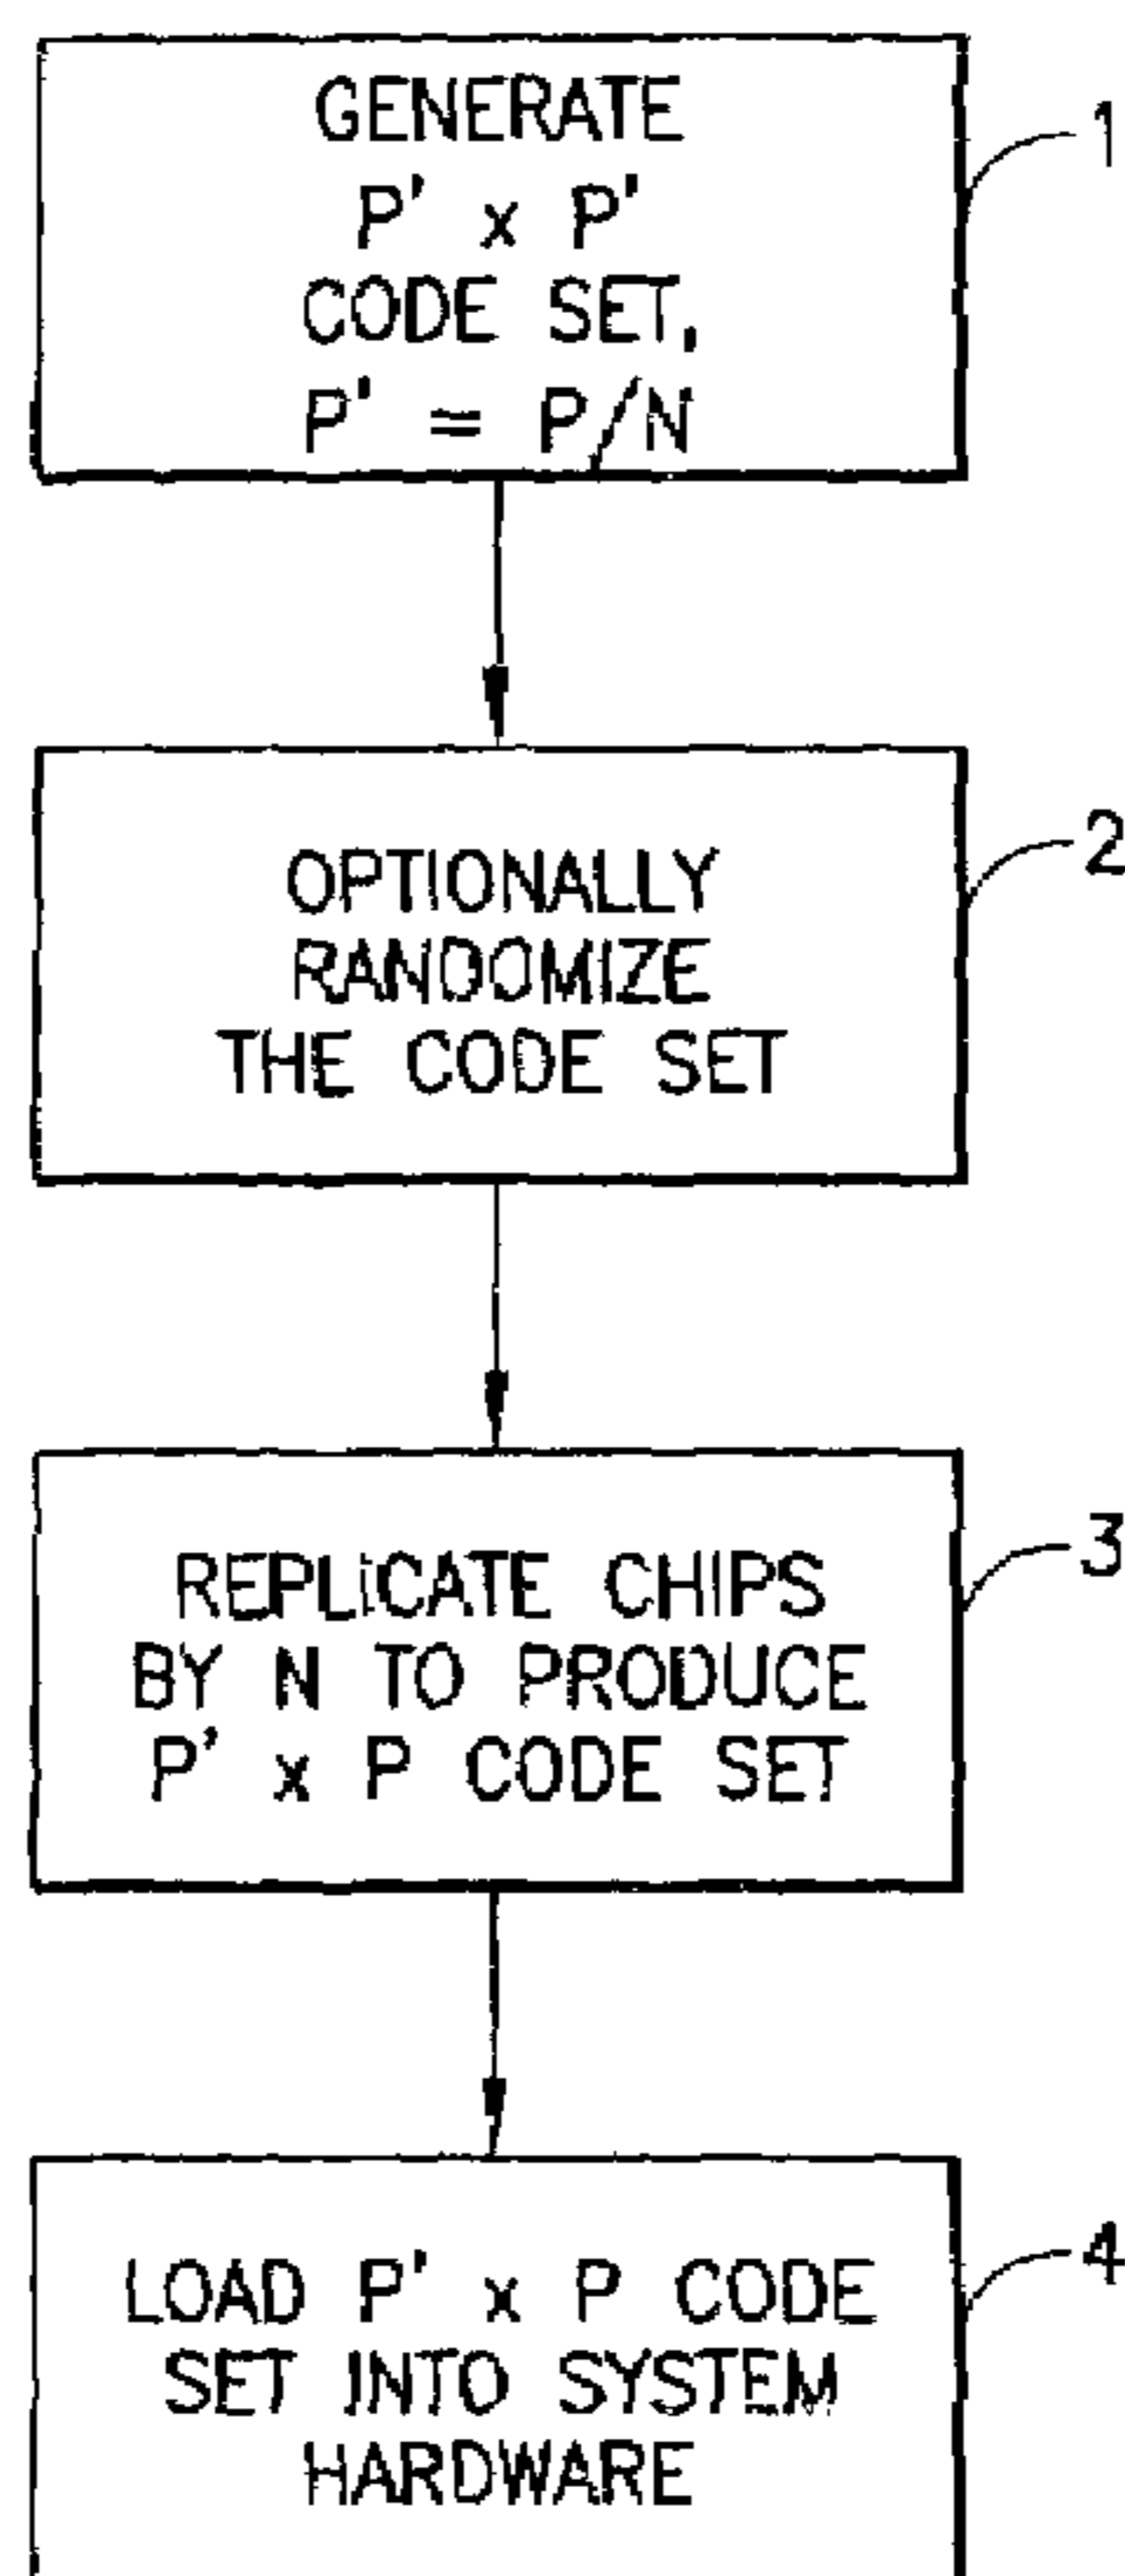 GENERATE
P' x P'
CODE SET,
P' = P/N
1
OPTIONALLY
RANDOMIZE
THE CODE SET
2
REPLICATE CHIPS
BY N TO PRODUCE
P' x P CODE SET
3
LOAD P' x P CODE
SET INTO SYSTEM
HARDWARE
4